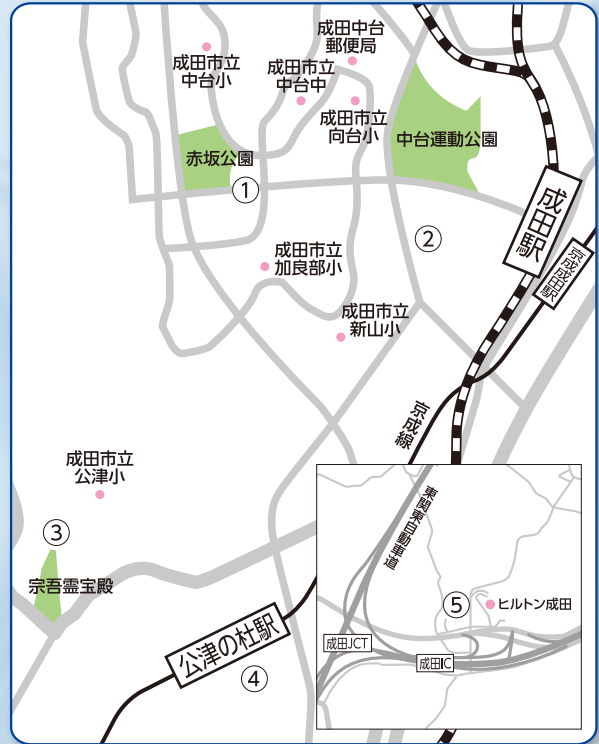 成田中台
郵便局
成田市立
中台小
成田市立
中台中
成田市立
向台小
中台運動公園
赤坂公園
①
成田駅
②
京成成田駅
成田市立
加良部小
成田市立
新山小
京成線
成田市立
公津小
③
宗吾霊宝殿
公津の杜駅
④
東関東自動車道
⑤
ヒルトン成田
成田JCT
成田IC